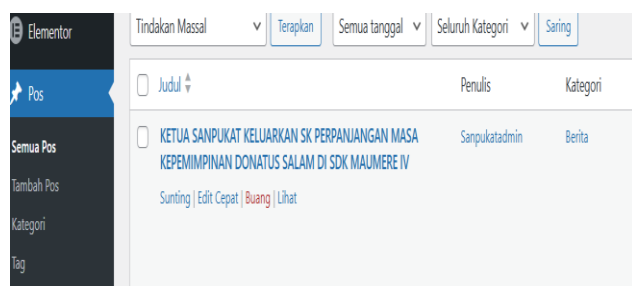 Elementor
Tindakan Massal Terapkan Semua tanggal Seluruh Kategori Saring
Pos
Judul Penulis Kategori
Semua Pos
KETUA SANPUKAT KELUARKAN SK PERPANJANGAN MASA Sanpukatadmin Berita
KEPEMIMPINAN DONATUS SALAM DI SDK MAUMERE IV
Tambah Pos
Sunting | Edit Cepat | Buang | Lihat
Kategori
Tag